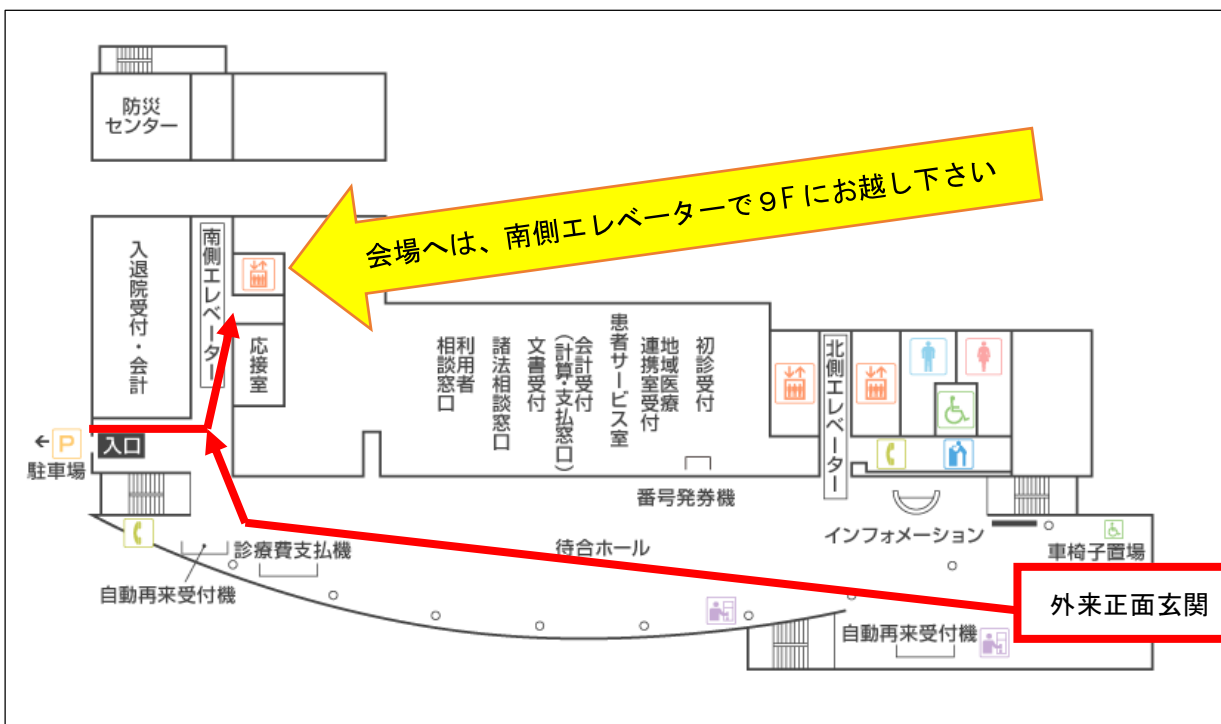 防災
センター
会場へは、南側エレベーターで９Fにお越し下さい
入退院受付・会計
南側エレベーター
応接室
利用者
相談窓口
諸法相談窓口
文書受付
会計受付
（計算・支払窓口）
患者サービス室
地域医療
連携室受付
初診受付
北側エレベーター
P
入口
駐車場
番号発券機
インフォメーション
車椅子置場
診療費支払機
待合ホール
自動再来受付機
外来正面玄関
自動再来受付機